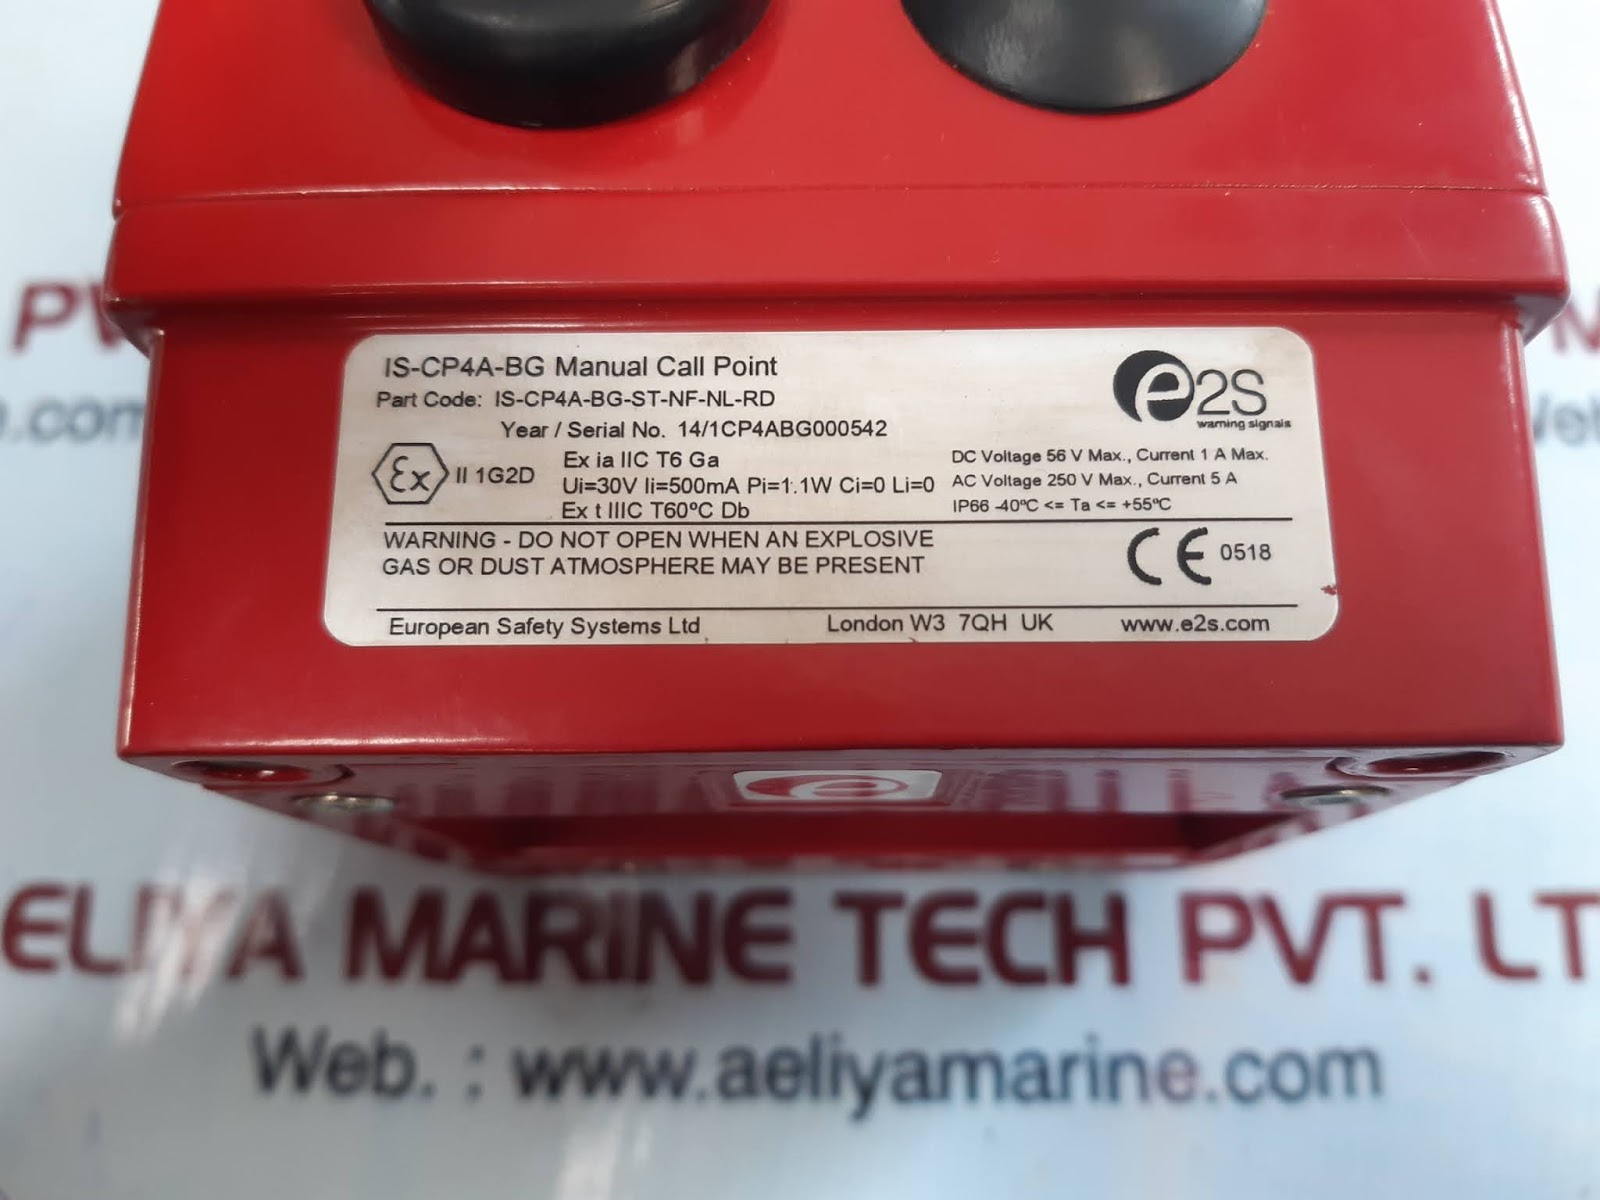 IS-CP4A-BG Manual Call Point
Part Code: IS-CP4A-BG-ST-NF-NL-RD
Year / Serial No. 14/1CP4ABG000542
e2S
warning signals
Ex II 1G2D
Ex ia IIC T6 Ga
Ui=30V Ii=500mA Pi=1.1W Ci=0 Li=0
Ex t IIIC T60ºC Db
DC Voltage 56 V Max., Current 1 A Max.
AC Voltage 250 V Max., Current 5 A
IP66 -40ºC <= Ta <= +55ºC
WARNING - DO NOT OPEN WHEN AN EXPLOSIVE
GAS OR DUST ATMOSPHERE MAY BE PRESENT
CE 0518
European Safety Systems Ltd London W3 7QH UK www.e2s.com
ELIYA MARINE TECH PVT. LT
Web. : www.aeliyamarine.com